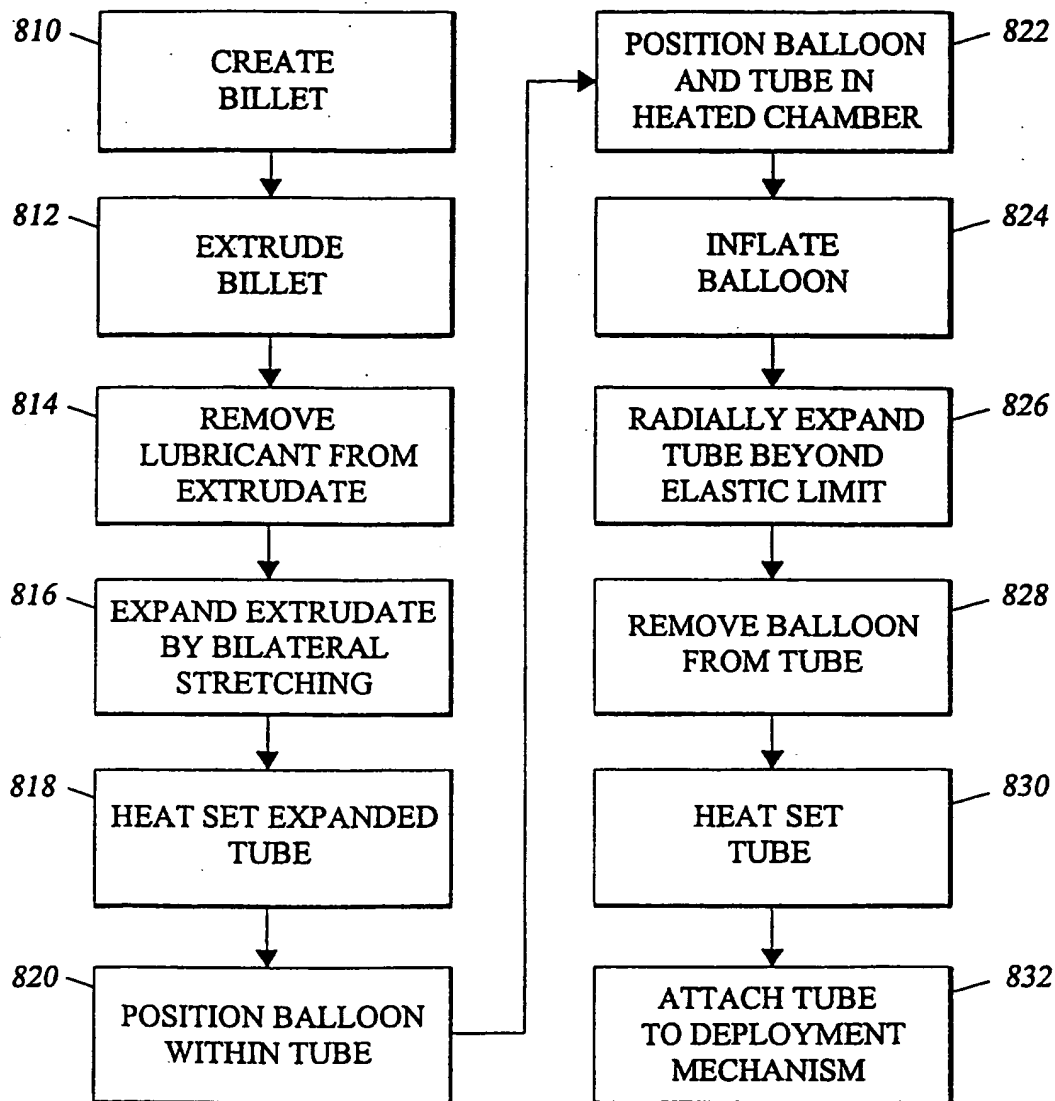 810
CREATE
BILLET
812
EXTRUDE
BILLET
814
REMOVE
LUBRICANT FROM
EXTRUDATE
816
EXPAND EXTRUDATE
BY BILATERAL
STRETCHING
818
HEAT SET EXPANDED
TUBE
820
POSITION BALLOON
WITHIN TUBE
822
POSITION BALLOON
AND TUBE IN
HEATED CHAMBER
824
INFLATE
BALLOON
826
RADIALLY EXPAND
TUBE BEYOND
ELASTIC LIMIT
828
REMOVE BALLOON
FROM TUBE
830
HEAT SET
TUBE
832
ATTACH TUBE
TO DEPLOYMENT
MECHANISM